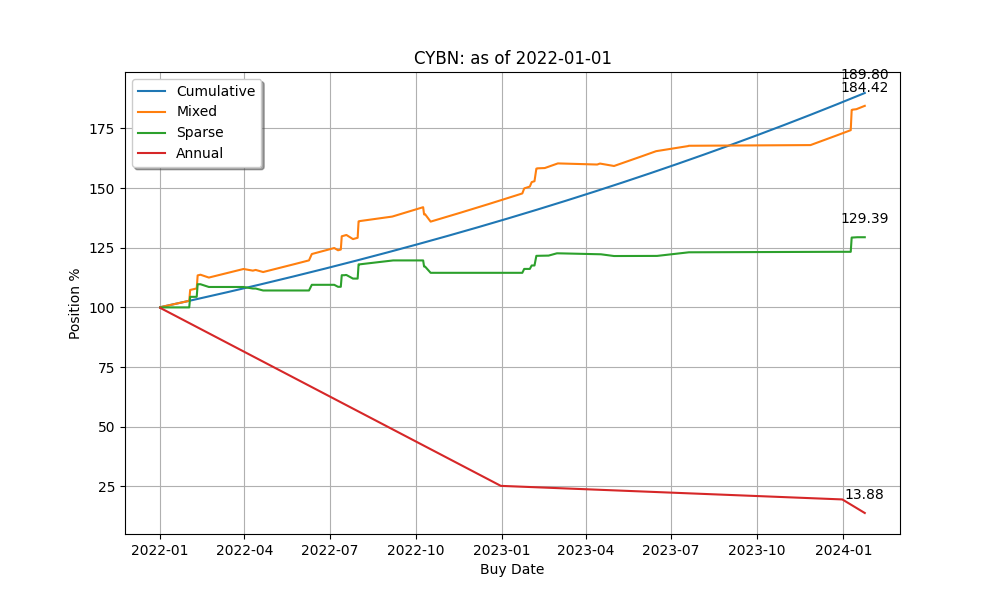 CYBN: as of 2022-01-01
189.80
184.42
Cumulative
Mixed
Sparse
Annual
175
150
125
100
75
50
25
129.39
13.88
Position %
2022-01 2022-04 2022-07 2022-10 2023-01 2023-04 2023-07 2023-10 2024-01
Buy Date